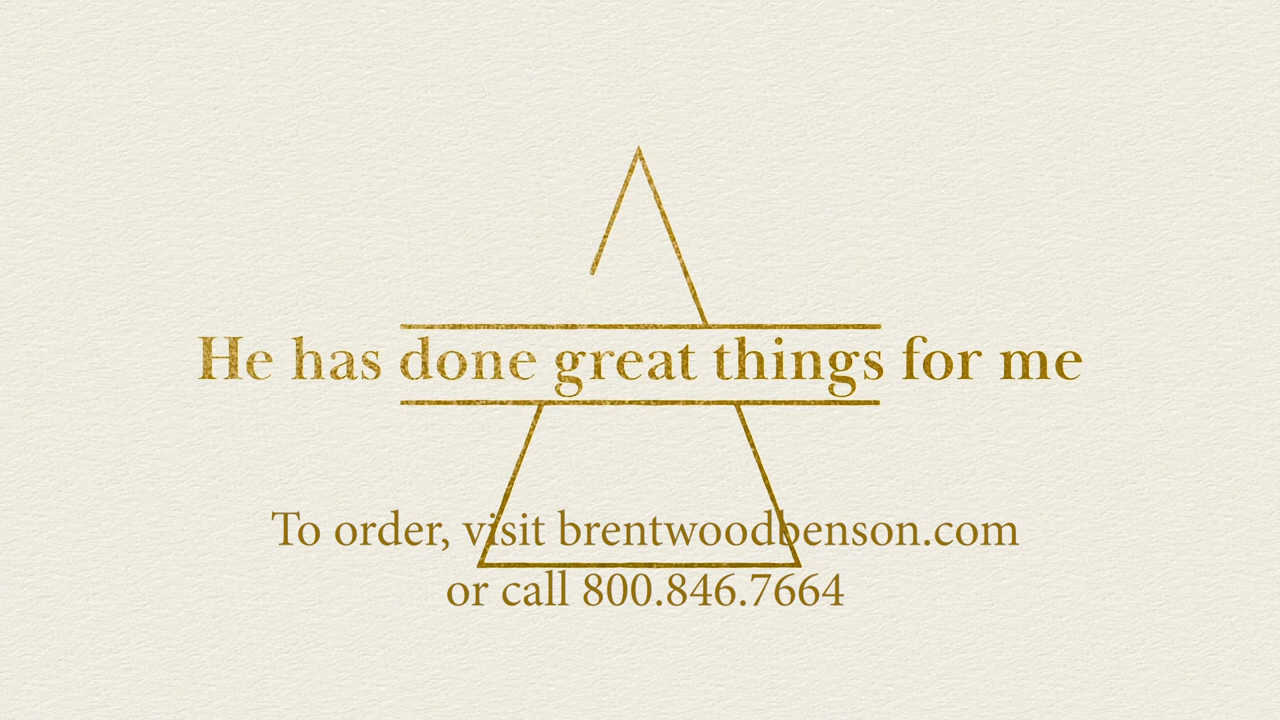 He has done great things for me
To order, visit brentwoodbenson.com
or call 800.846.7664